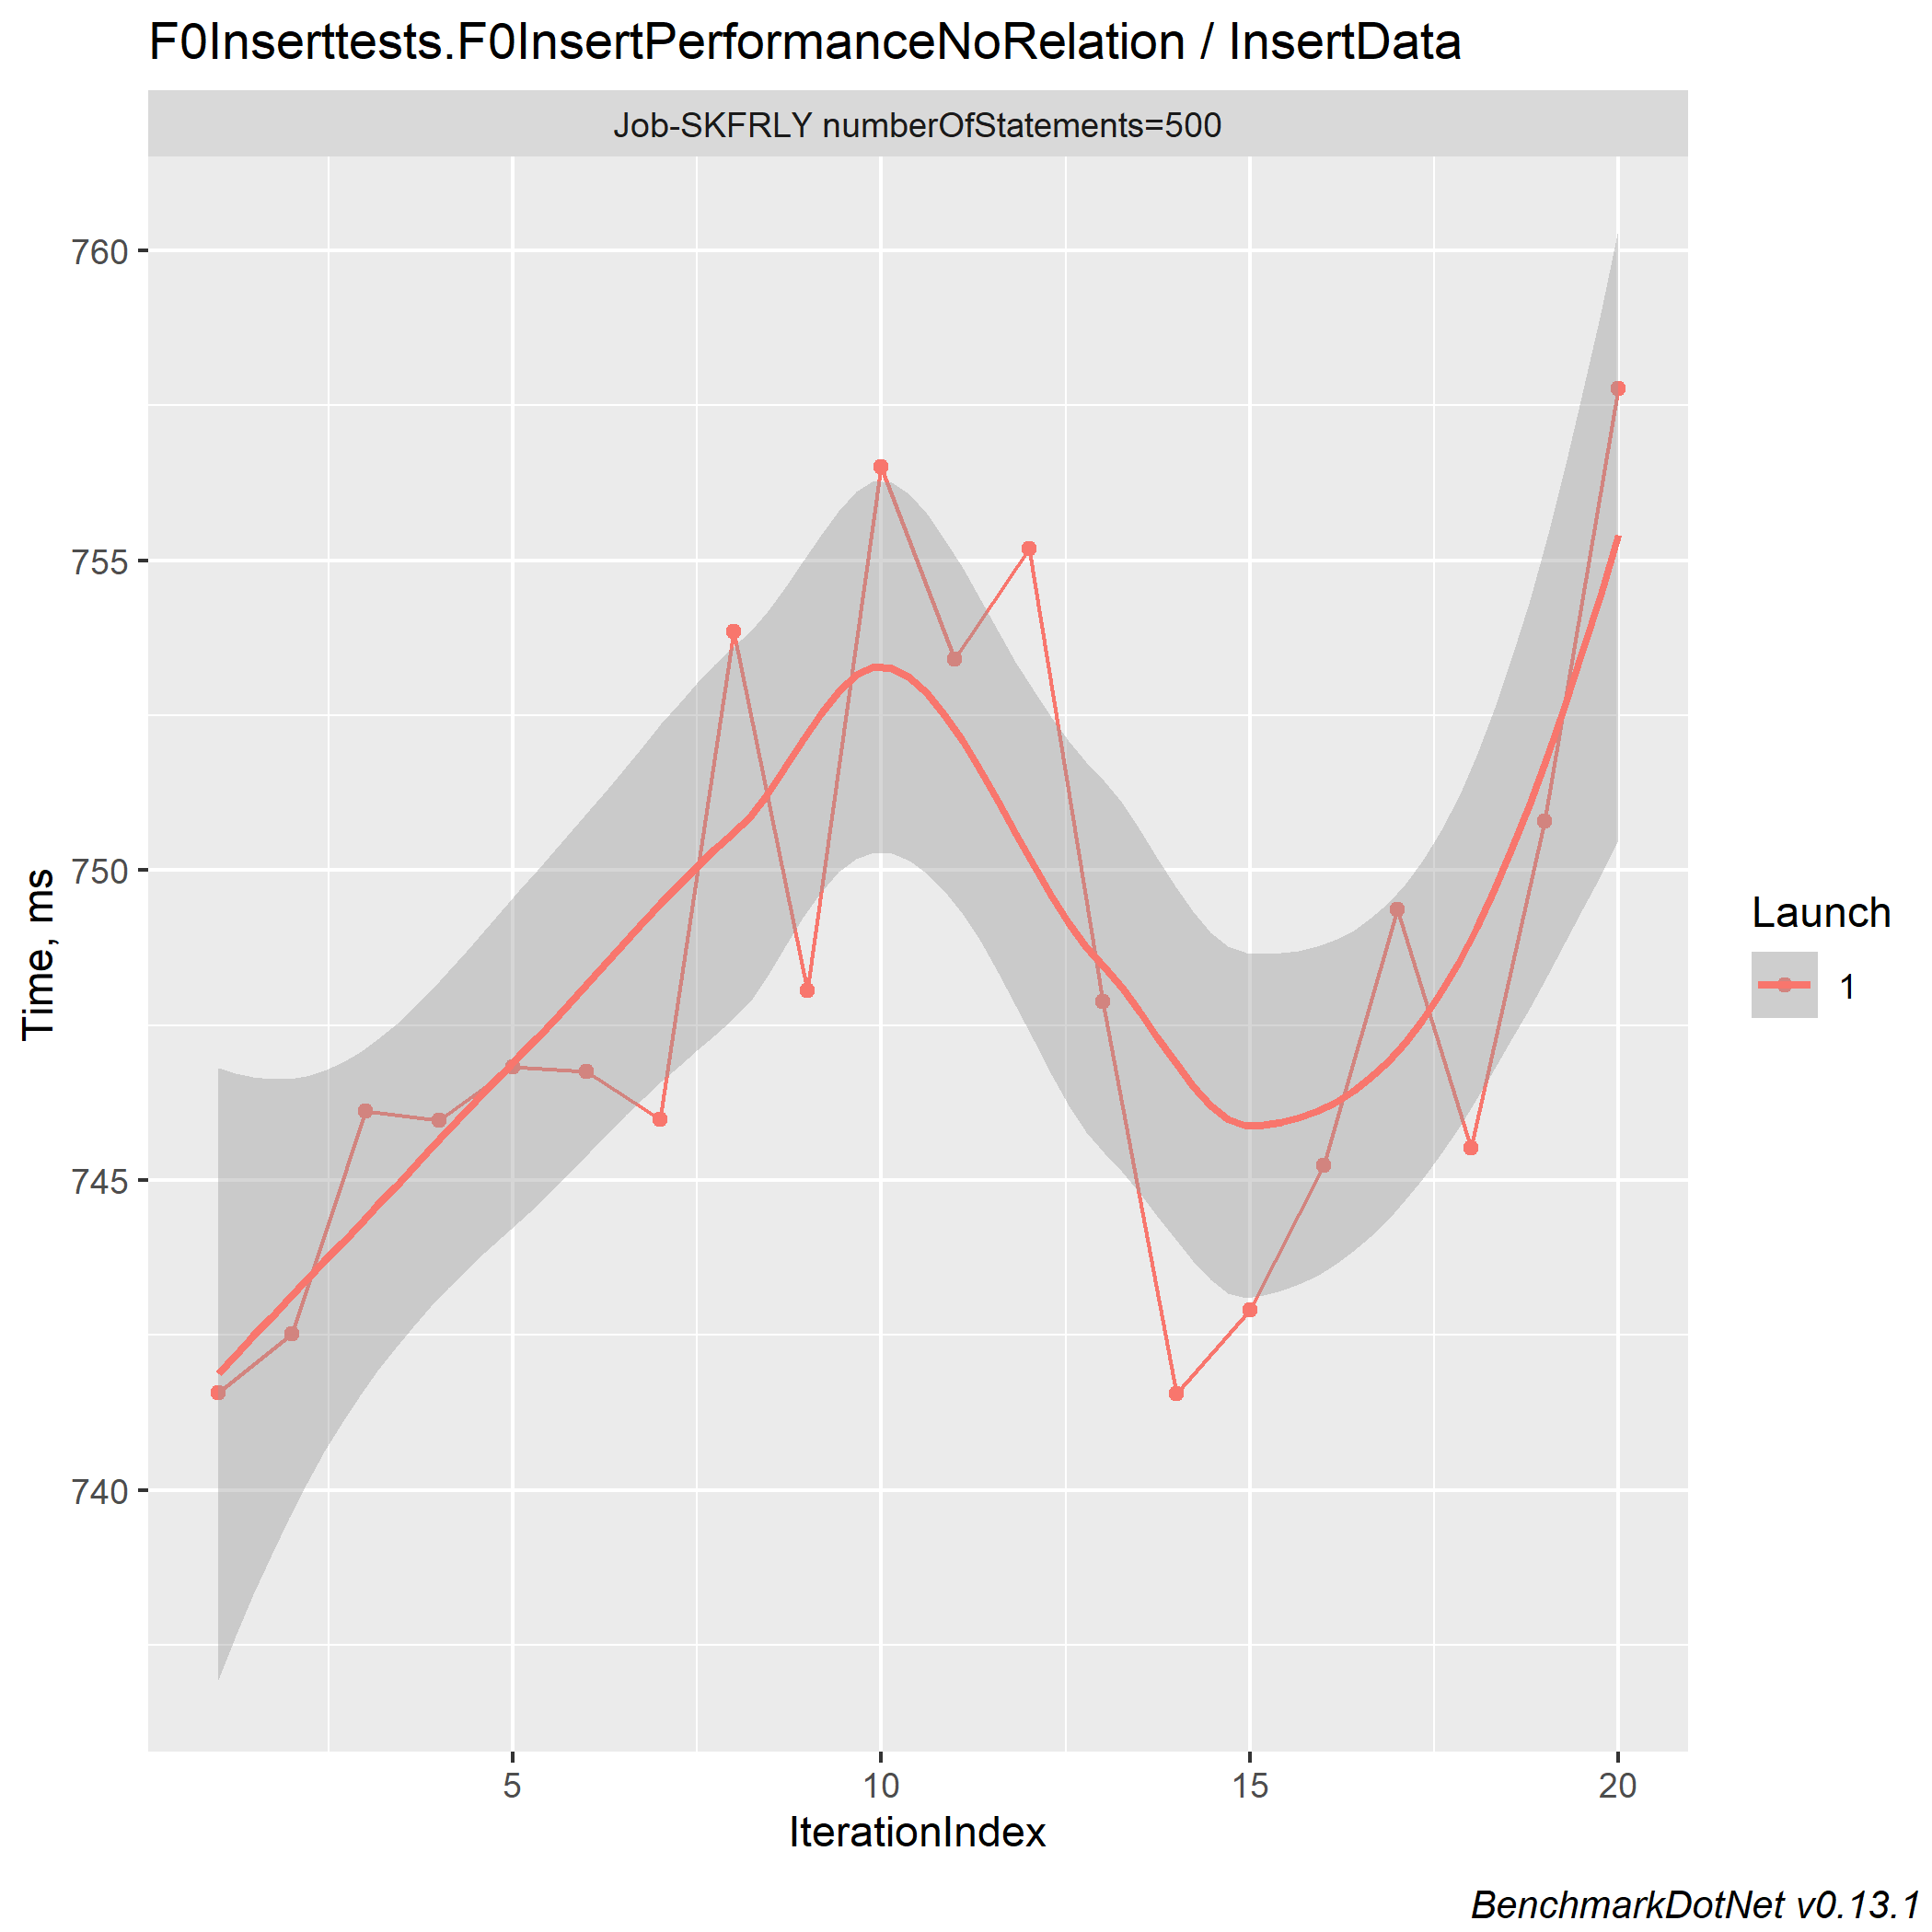 F0Inserttests.F0InsertPerformanceNoRelation / InsertData
Job-SKFRLY numberOfStatements=500
760
755
750
745
740
Time, ms
5 10 15 20
IterationIndex
Launch
1
BenchmarkDotNet v0.13.1